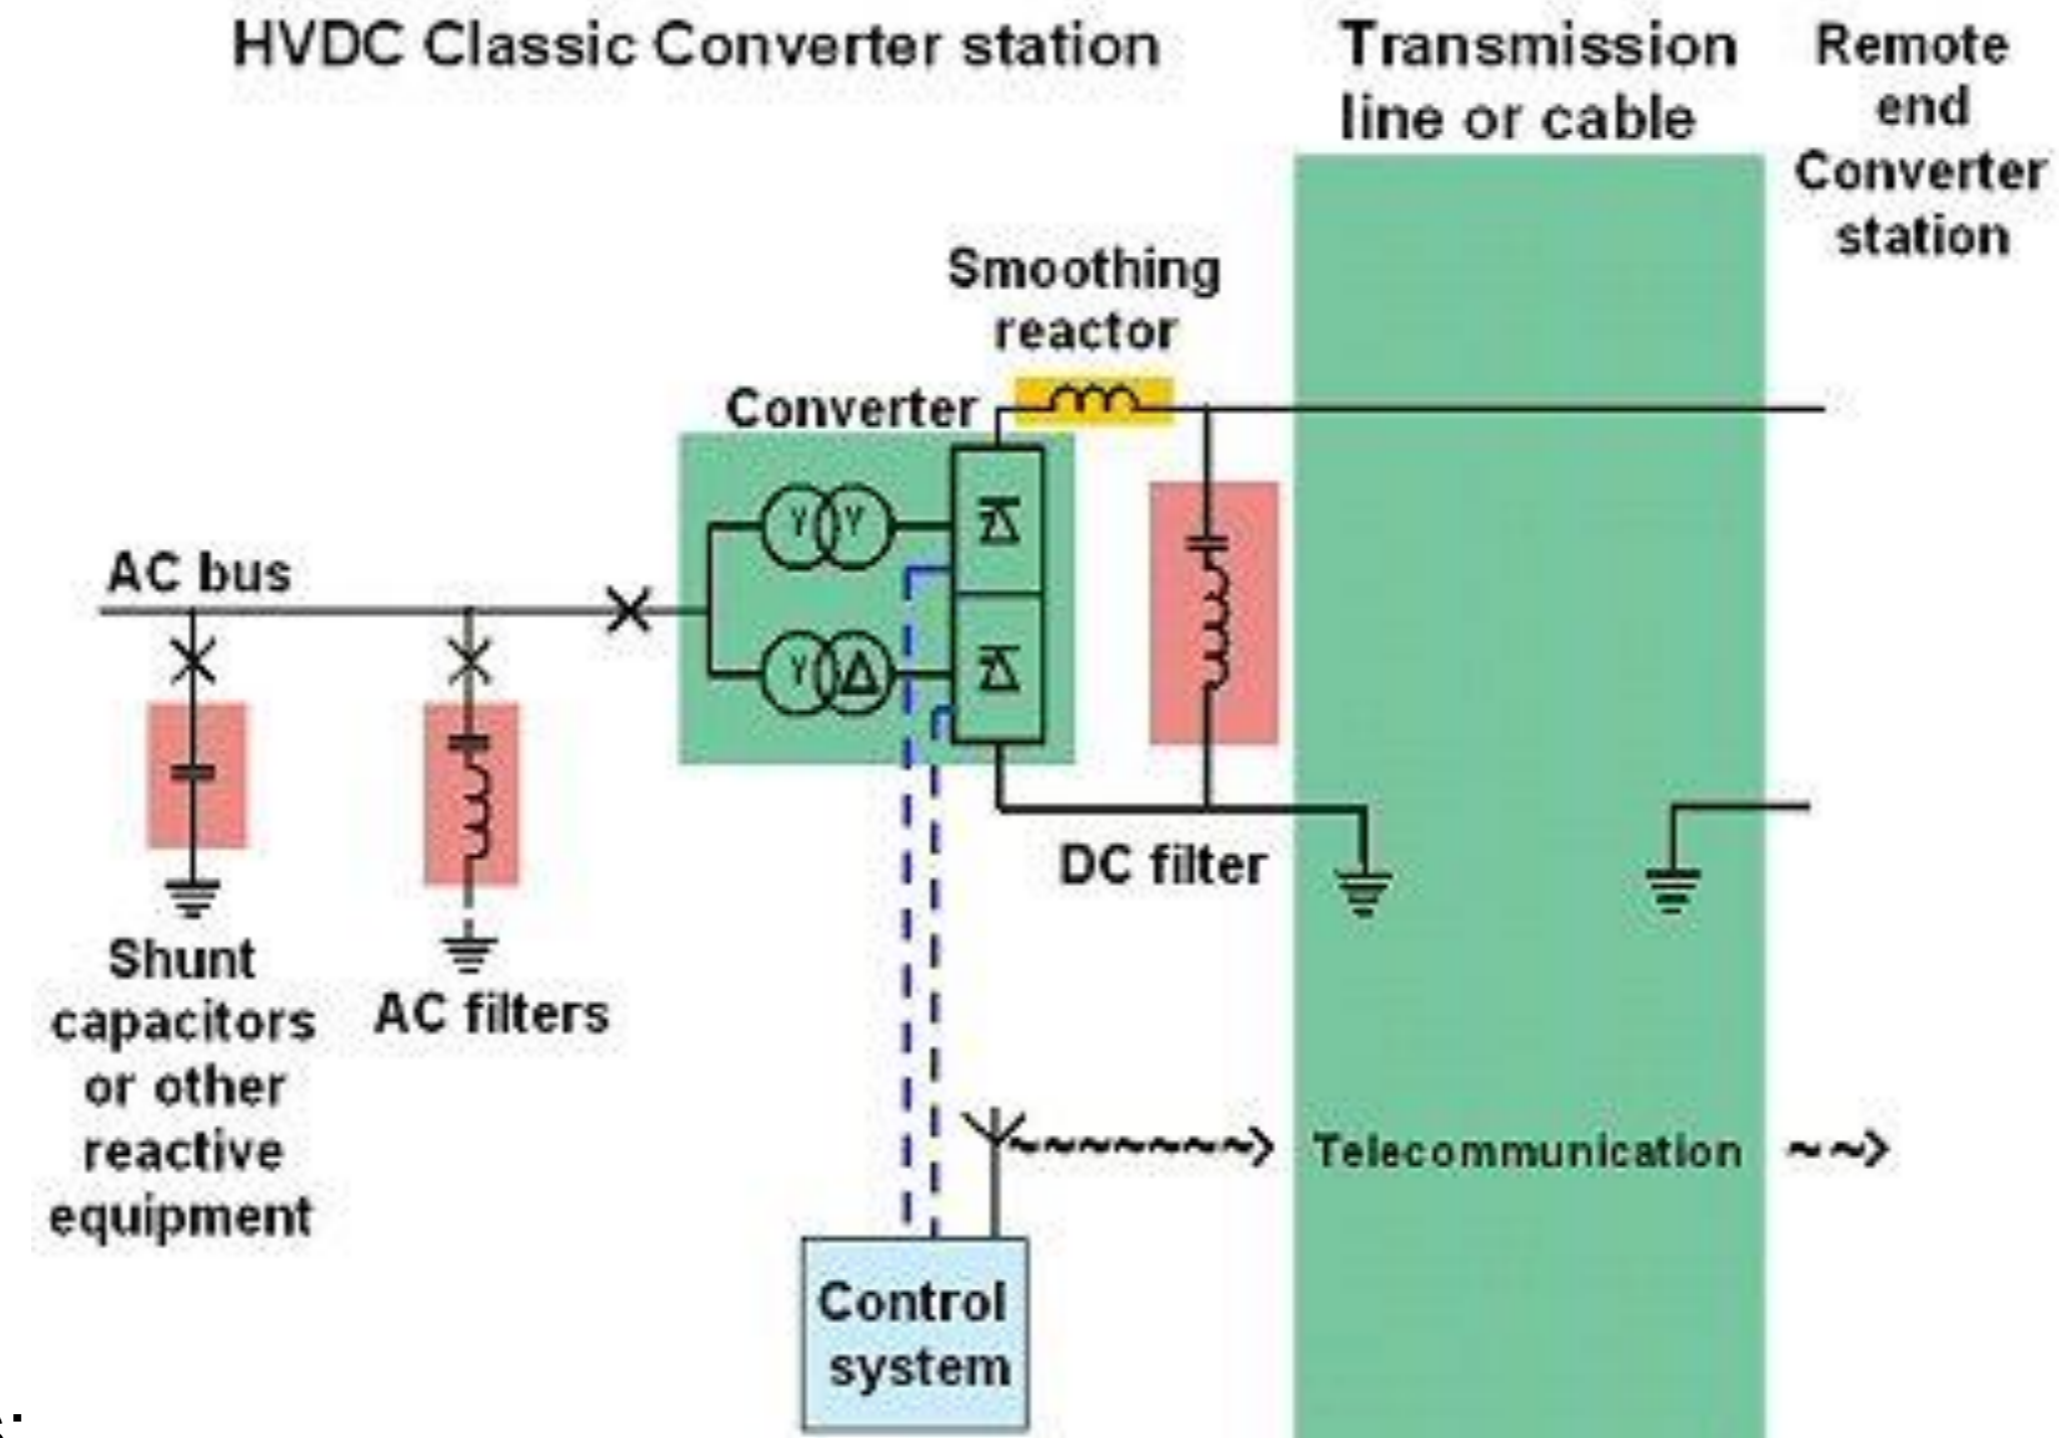 HVDC Classic Converter station
Transmission
line or cable
Remote
end
Converter
station
Smoothing
reactor
Converter
Y Y
AC bus
Y Δ
DC filter
Shunt
capacitors
or other
reactive
equipment
AC filters
Telecommunication
Control
system